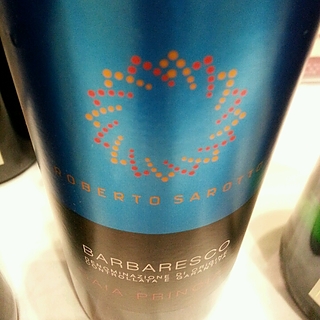 ROBERTO SAROTTO
BARBARESCO
DENOMINAZIONE DI ORIGINE
CONTROLLATA E GARANTITA